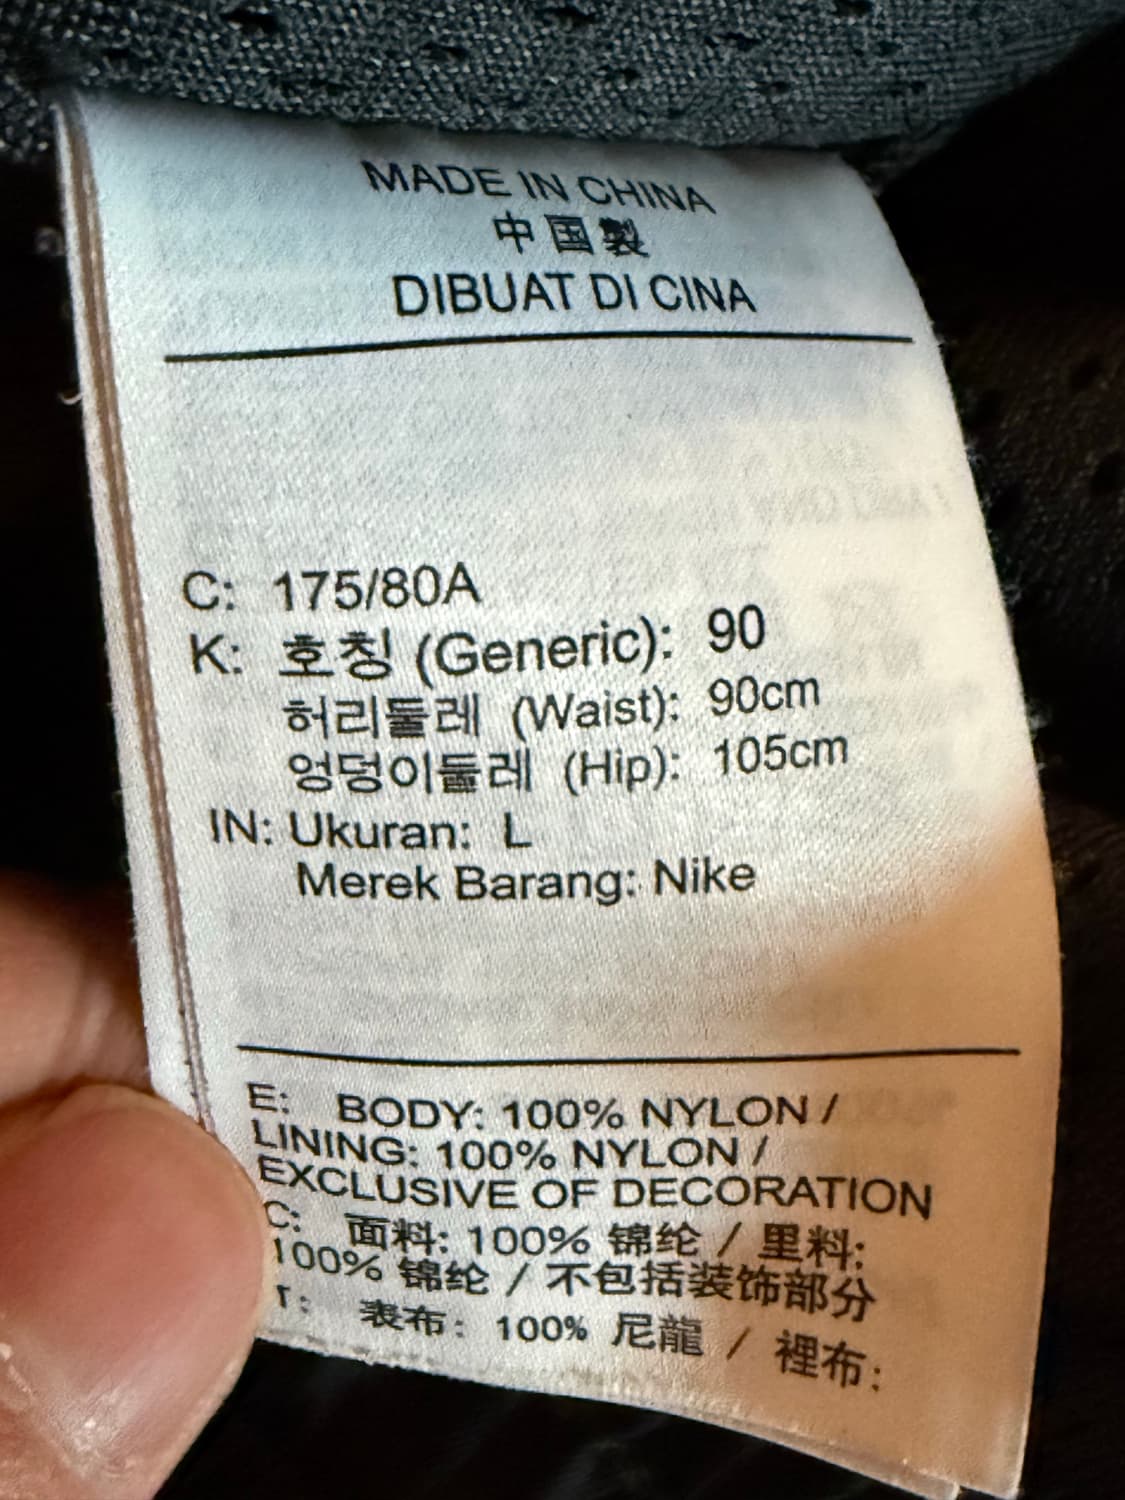 MADE IN CHINA
中国製
DIBUAT DI CINA
C: 175/80A
K: 호칭 (Generic): 90
허리둘레 (Waist): 90cm
엉덩이둘레 (Hip): 105cm
IN: Ukuran: L
Merek Barang: Nike
E: BODY: 100% NYLON /
LINING: 100% NYLON /
EXCLUSIVE OF DECORATION
C: 面料: 100% 锦纶 / 里料:
100% 锦纶 / 不包括装饰部分
T: 表布: 100% 尼龍 / 裡布: